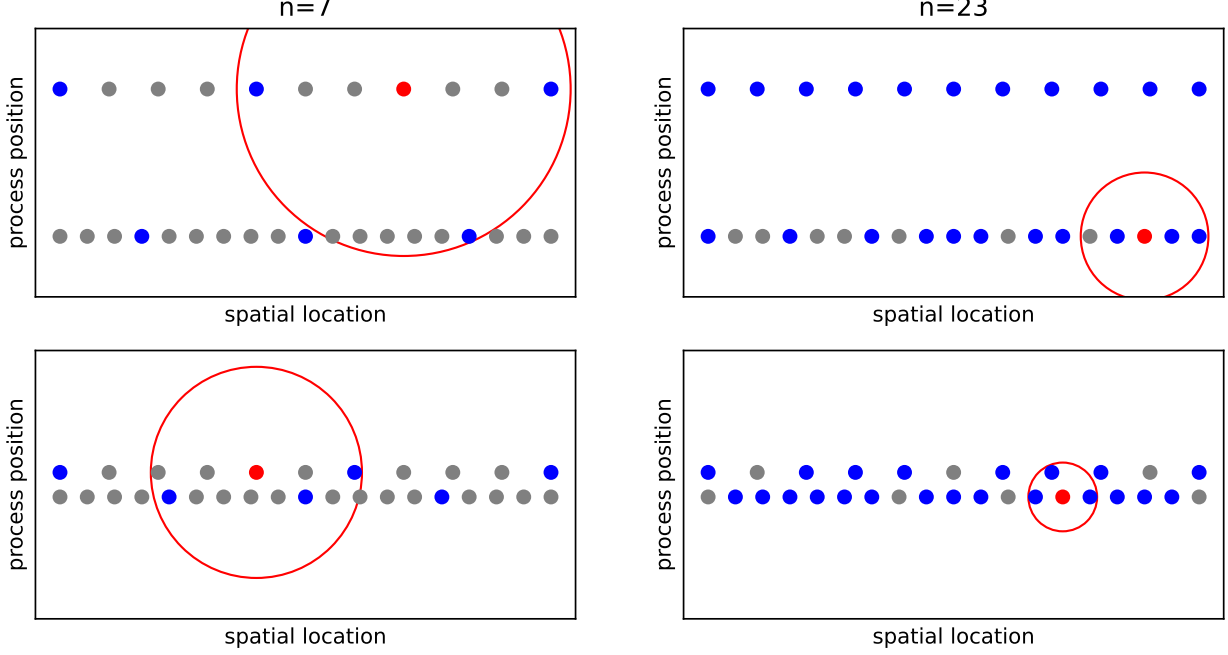 n=7
n=23
process position
process position
spatial location
spatial location
process position
process position
spatial location
spatial location